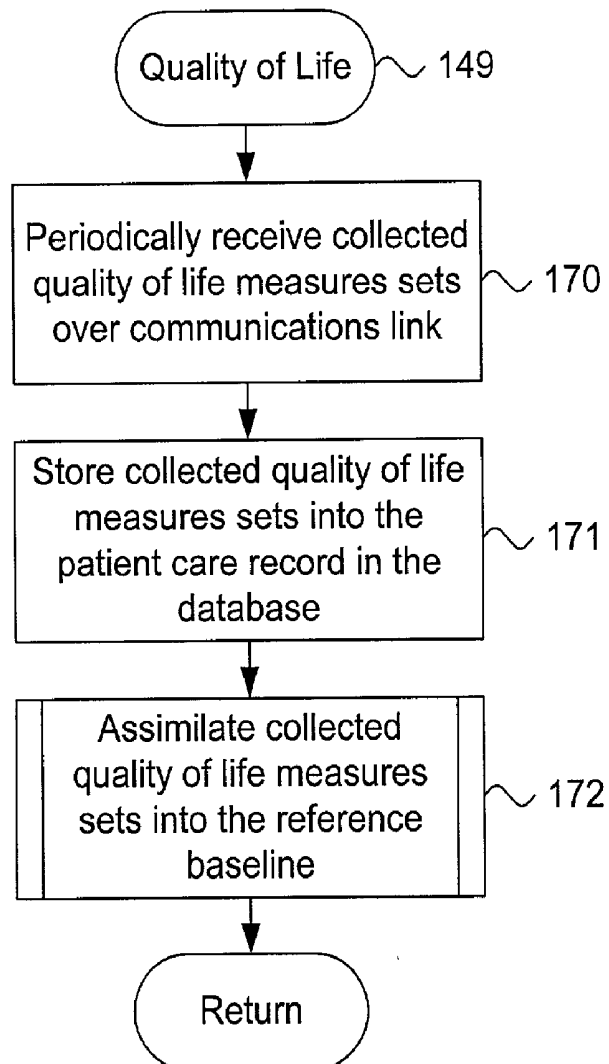 Quality of Life
149
Periodically receive collected
quality of life measures sets
over communications link
170
Store collected quality of life
measures sets into the
patient care record in the
database
171
Assimilate collected
quality of life measures
sets into the reference
baseline
172
Return